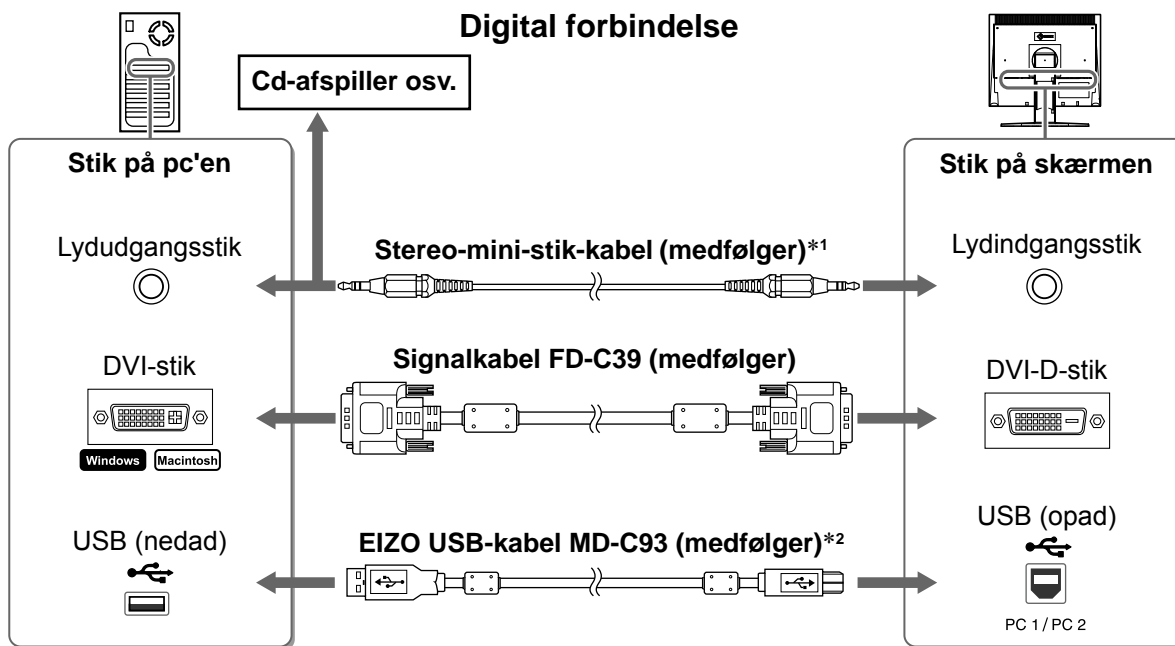 Digital forbindelse
Cd-afspiller osv.
Stik på pc'en
Stik på skærmen
Lydudgangsstik
Stereo-mini-stik-kabel (medfølger)*1
Lydindgangsstik
DVI-stik
Signalkabel FD-C39 (medfølger)
DVI-D-stik
Windows Macintosh
USB (nedad)
EIZO USB-kabel MD-C93 (medfølger)*2
USB (opad)
PC 1 / PC 2